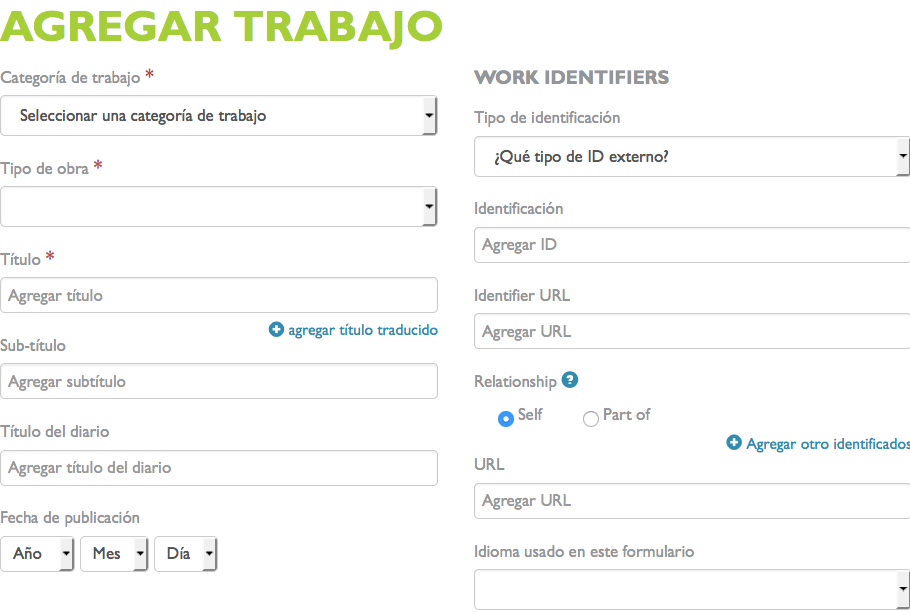 AGREGAR TRABAJO
Categoría de trabajo *
Seleccionar una categoría de trabajo
Tipo de obra *
Título *
Agregar título
agregar título traducido
Sub-título
Agregar subtítulo
Título del diario
Agregar título del diario
Fecha de publicación
Año Mes Día
WORK IDENTIFIERS
Tipo de identificación
¿Qué tipo de ID externo?
Identificación
Agregar ID
Identifier URL
Agregar URL
Relationship ?
Self Part of
Agregar otro identificados
URL
Agregar URL
Idioma usado en este formulario